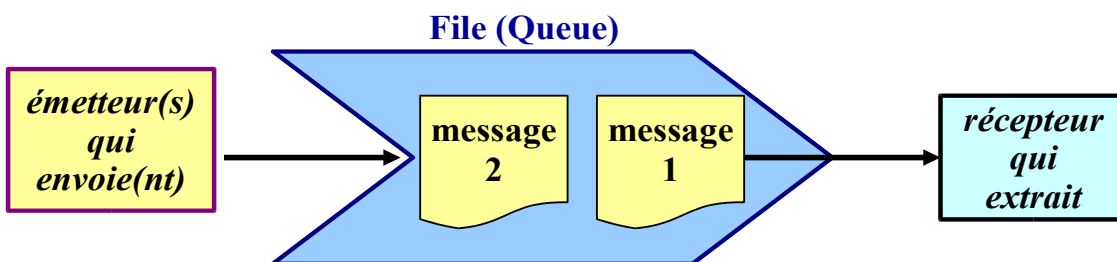 File (Queue)
émetteur(s)
qui
envoie(nt)
message
2
message
1
récepteur
qui
extrait